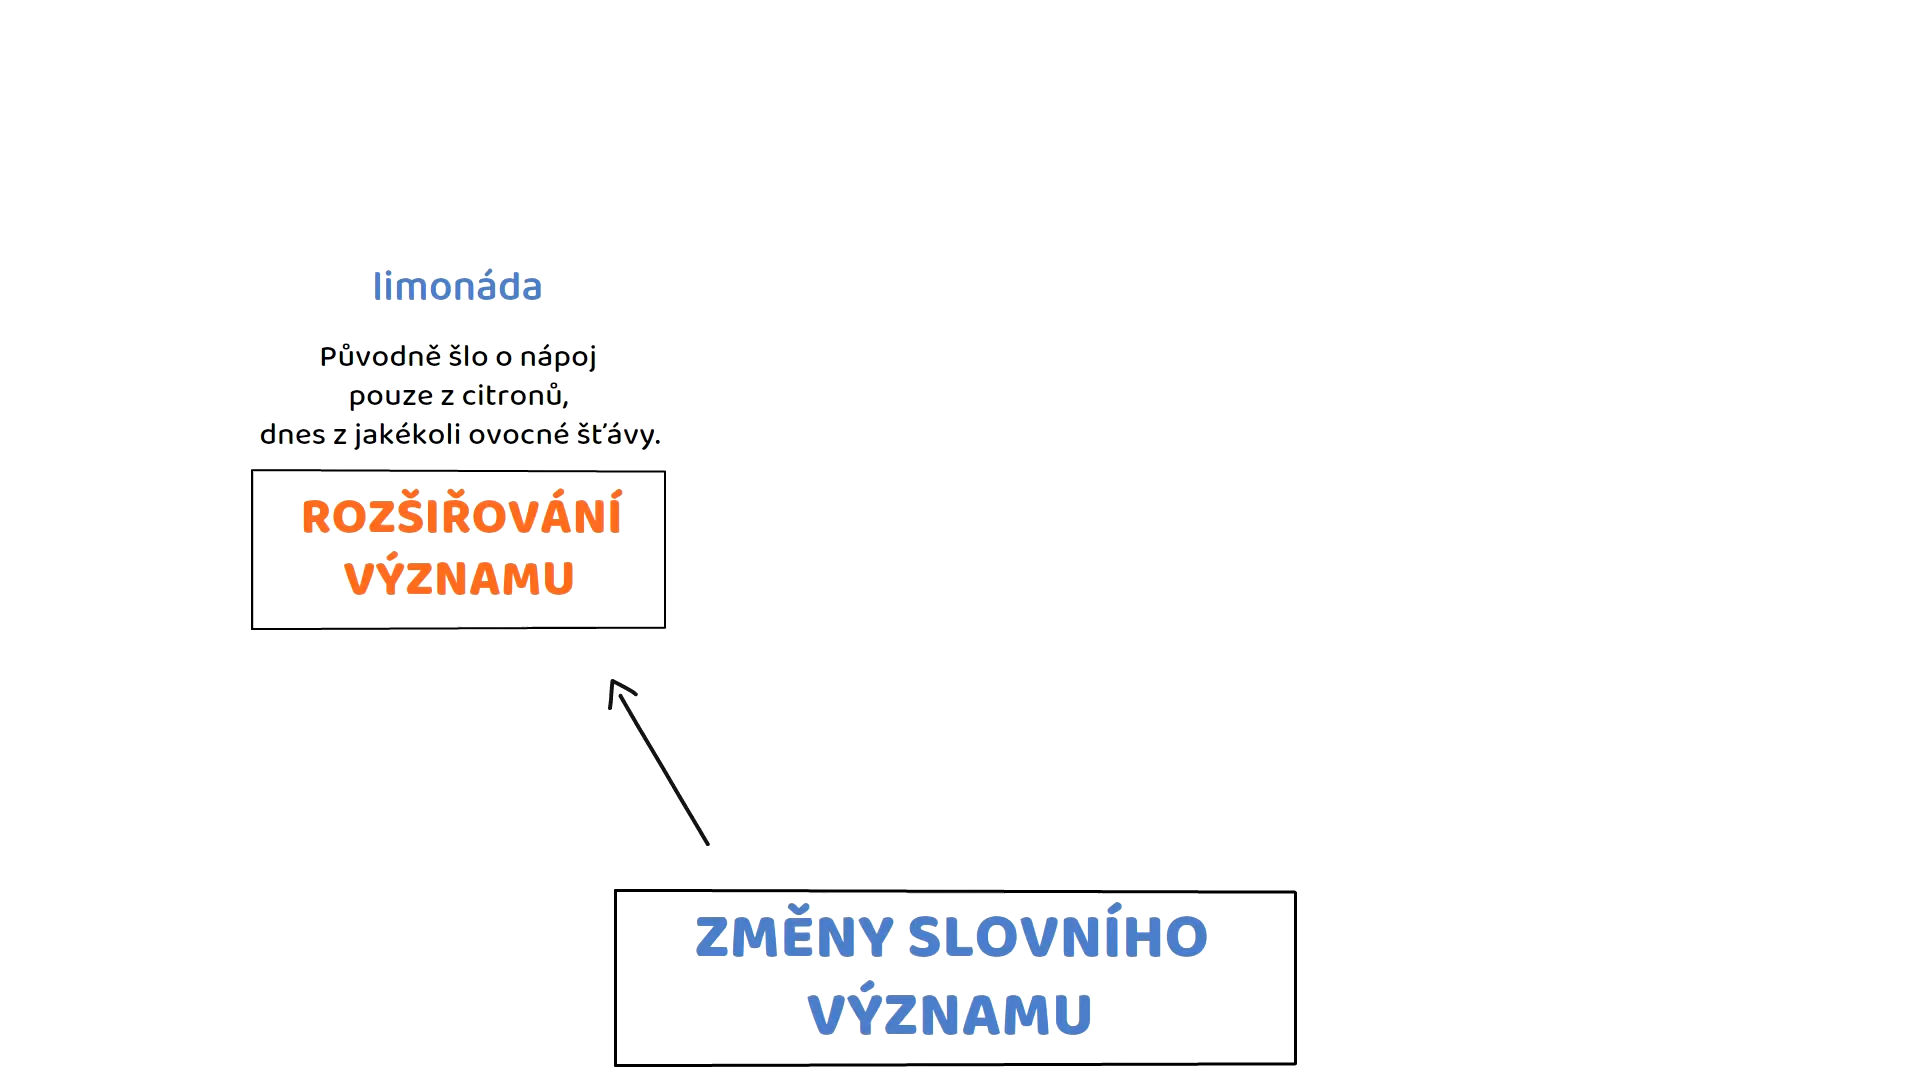 limonáda
Původně šlo o nápoj
pouze z citronů,
dnes z jakékoli ovocné šťávy.
ROZŠIŘOVÁNÍ
VÝZNAMU
ZMĚNY SLOVNÍHO
VÝZNAMU